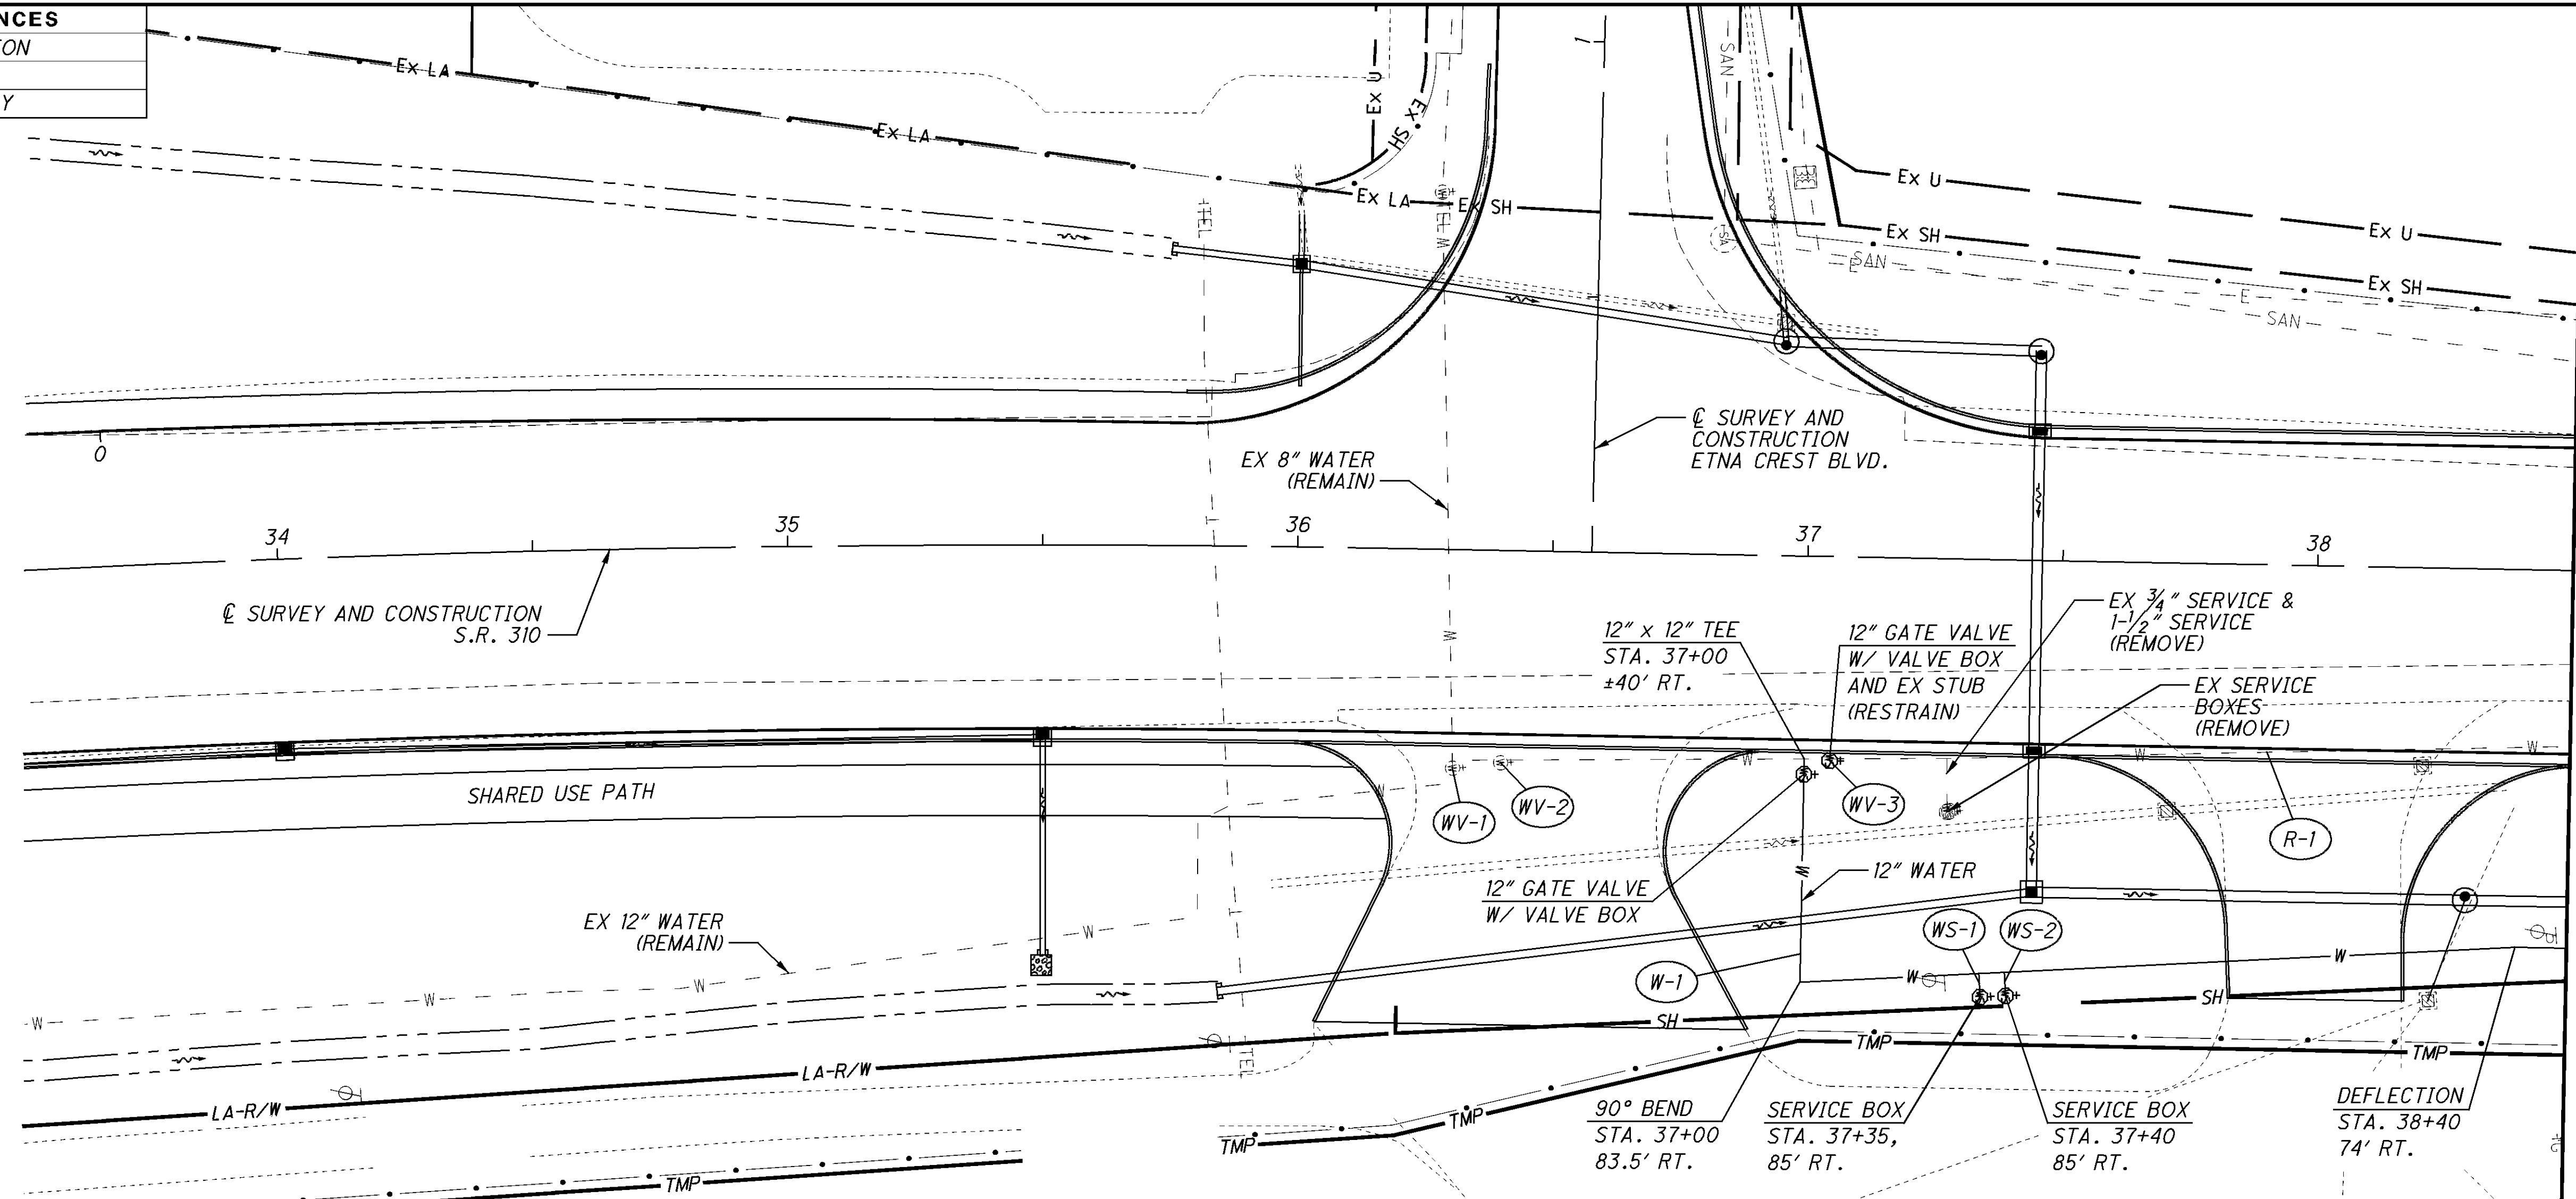 NCES
ON
Y
Ex LA
Ex LA
Ex U
Ex SH
Ex LA
Ex SH
1
SAN
Ex U
Ex SH
Ex U
Ex SH
SAN
E
E
SAN
SA
TEL
W
W
0
EX 8" WATER
(REMAIN)
℄ SURVEY AND
CONSTRUCTION
ETNA CREST BLVD.
34
35
36
37
38
℄ SURVEY AND CONSTRUCTION
S.R. 310
12" x 12" TEE
STA. 37+00
±40' RT.
12" GATE VALVE
W/ VALVE BOX
AND EX STUB
(RESTRAIN)
EX ¾" SERVICE &
1-½" SERVICE
(REMOVE)
EX SERVICE
BOXES
(REMOVE)
W
W
W
W
W
SHARED USE PATH
WV-1
WV-2
WV-3
R-1
12" GATE VALVE
W/ VALVE BOX
W
12" WATER
EX 12" WATER
(REMAIN)
W
WS-1
WS-2
W-1
W
W
W
W
W
SH
SH
TEL
LA-R/W
LA-R/W
TMP
TMP
TMP
TMP
TMP
90° BEND
STA. 37+00
83.5' RT.
SERVICE BOX
STA. 37+35,
85' RT.
SERVICE BOX
STA. 37+40
85' RT.
DEFLECTION
STA. 38+40
74' RT.